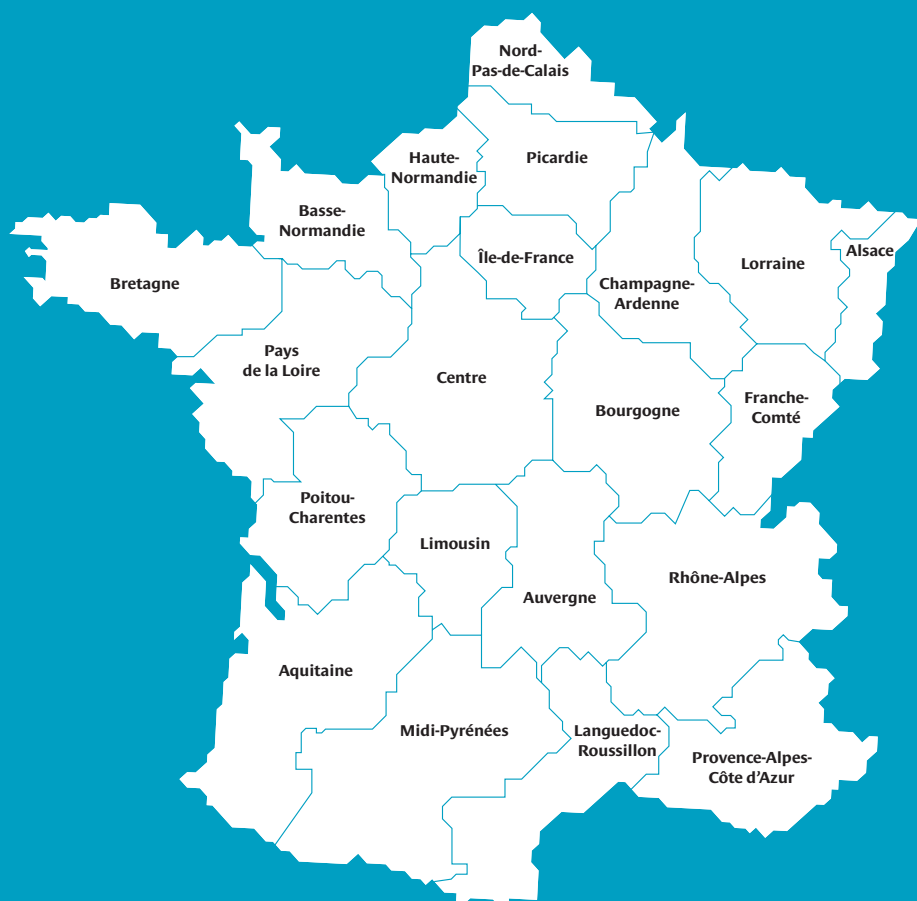 Nord-
Pas-de-Calais
Haute-
Normandie
Picardie
Basse-
Normandie
Île-de-France
Champagne-
Ardenne
Lorraine
Alsace
Bretagne
Pays
de la Loire
Centre
Bourgogne
Franche-
Comté
Poitou-
Charentes
Limousin
Auvergne
Rhône-Alpes
Aquitaine
Midi-Pyrénées
Languedoc-
Roussillon
Provence-Alpes-
Côte d'Azur